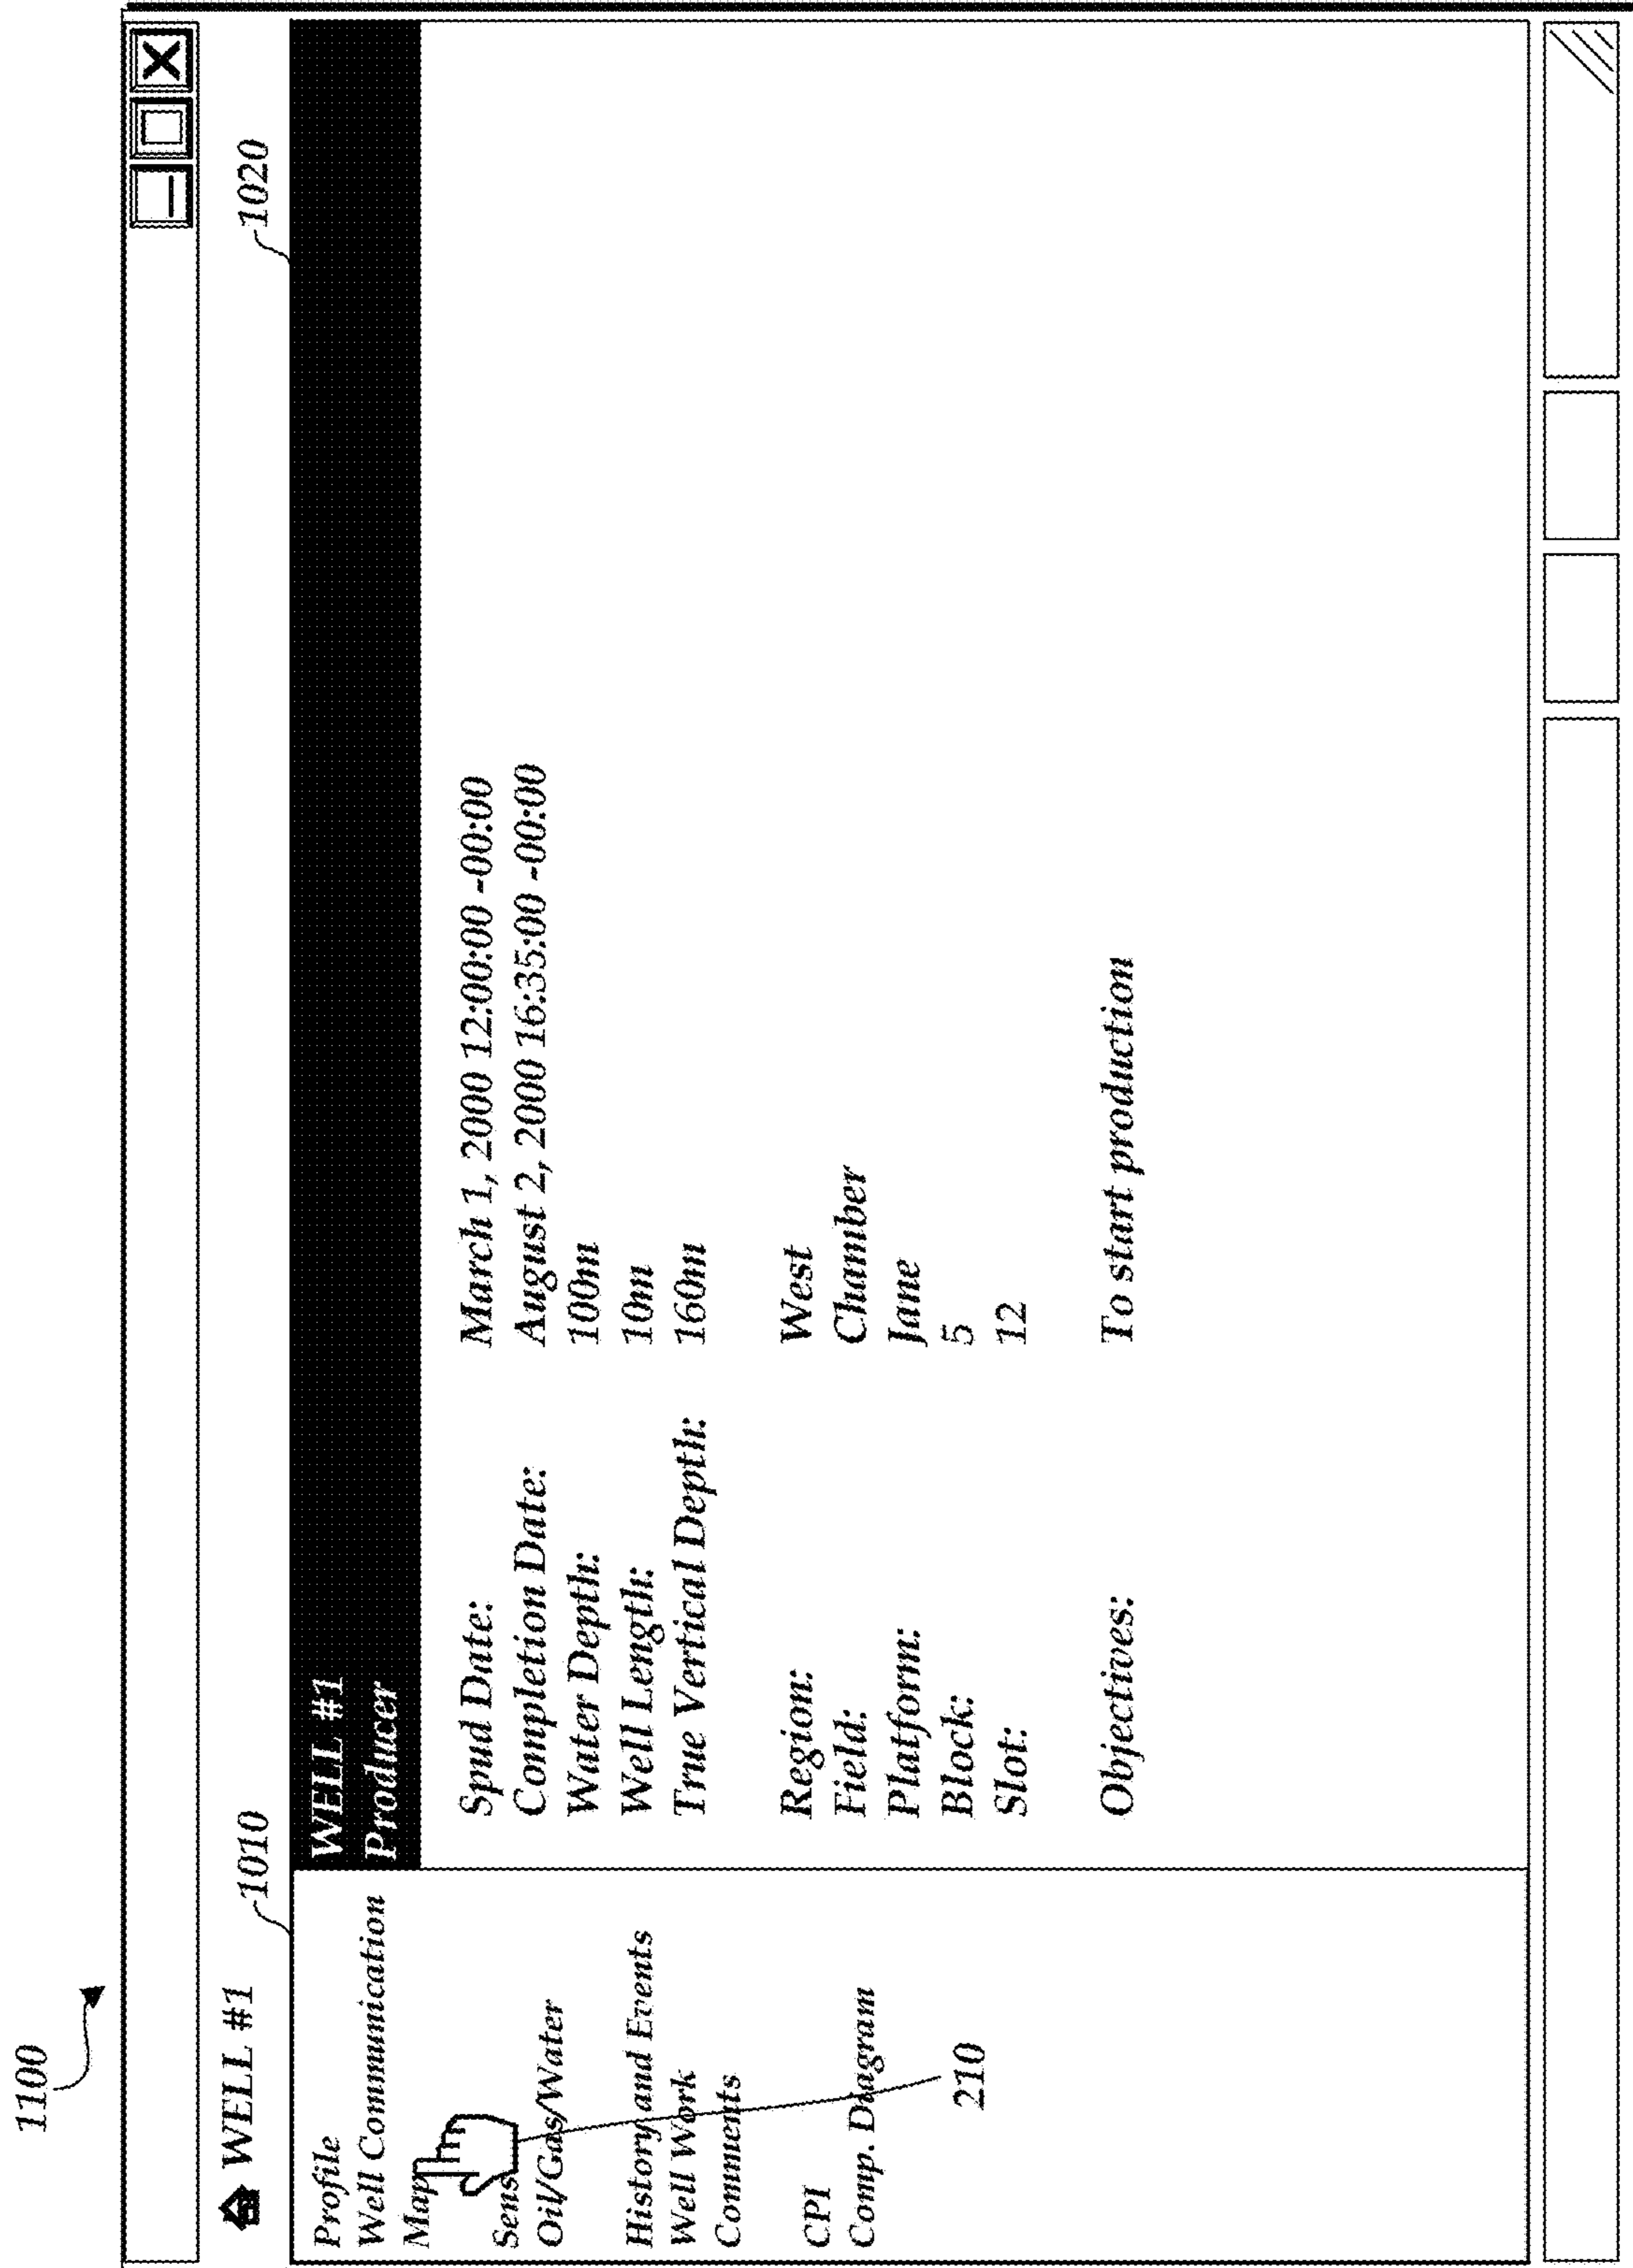 1100
WELL #1
1010
1020
Profile
Well Communication
Map
Sens
Oil/Gas/Water
History and Events
Well Work
Comments
CPI
Comp. Diagram
210
WELL #1
Producer
Spud Date: March 1, 2000 12:00:00 -00:00
Completion Date: August 2, 2000 16:35:00 -00:00
Water Depth: 100m
Well Length: 10m
True Vertical Depth: 160m
Region: West
Field: Chamber
Platform: Jane
Block: 5
Slot: 12
Objectives: To start production